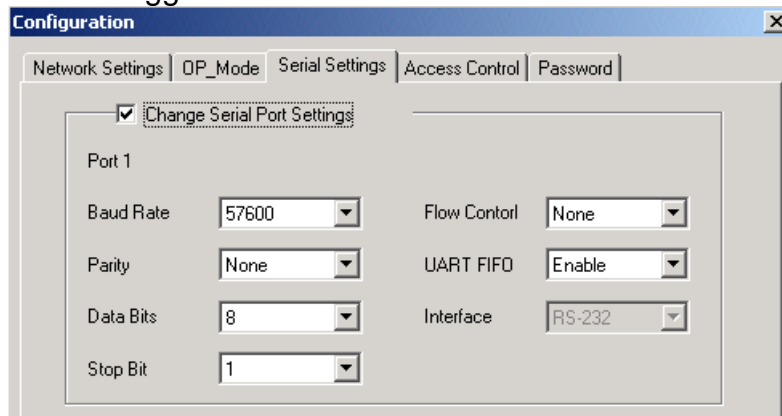 Configuration
Network Settings OP_Mode Serial Settings Access Control Password
Change Serial Port Settings
Port 1
Baud Rate 57600 Flow Contorl None
Parity None UART FIFO Enable
Data Bits 8 Interface RS-232
Stop Bit 1